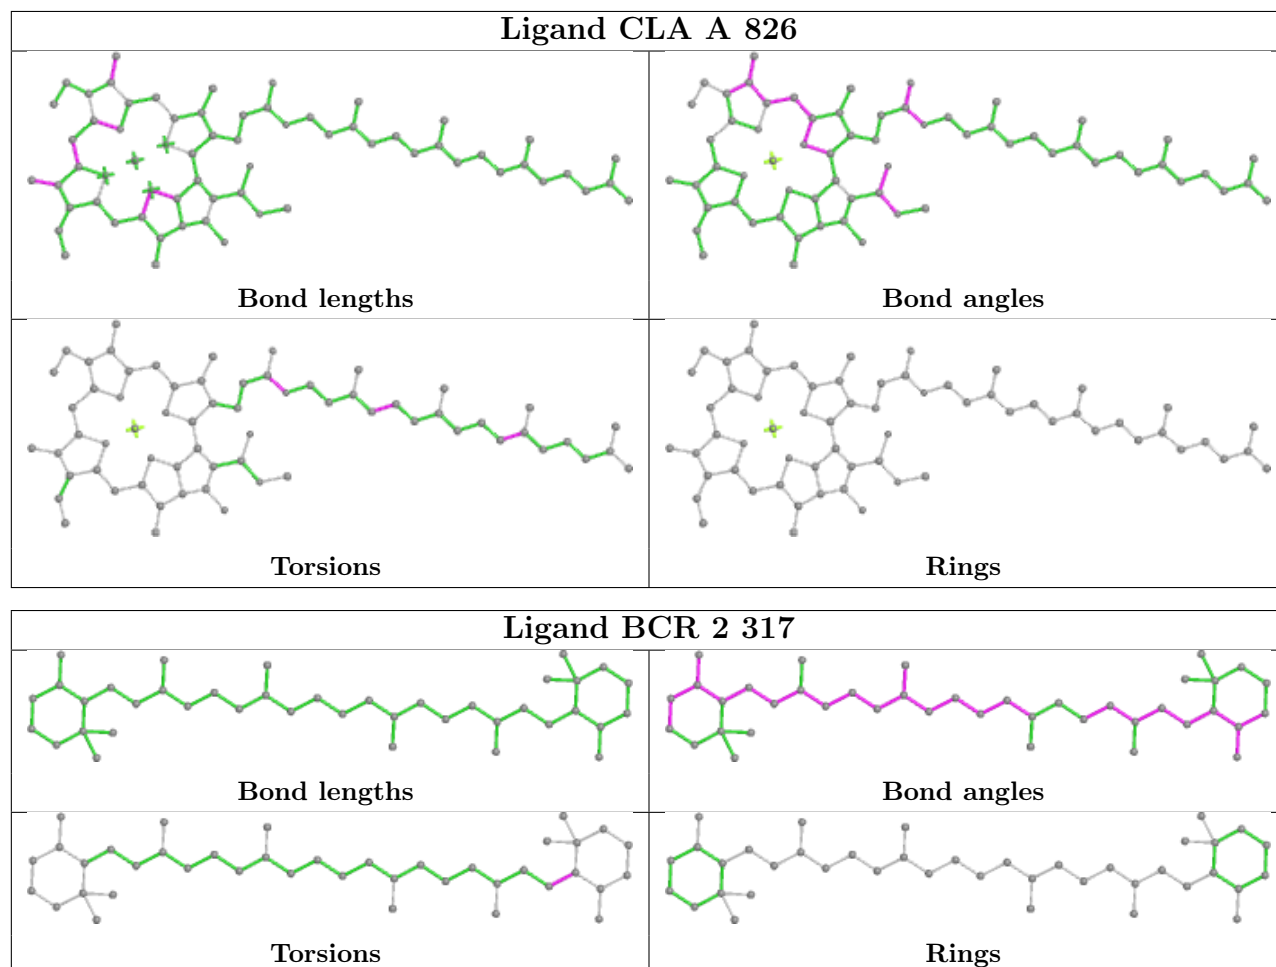 Ligand CLA A 826
Bond lengths
Bond angles
Torsions
Rings
Ligand BCR 2 317
Bond lengths
Bond angles
Torsions
Rings